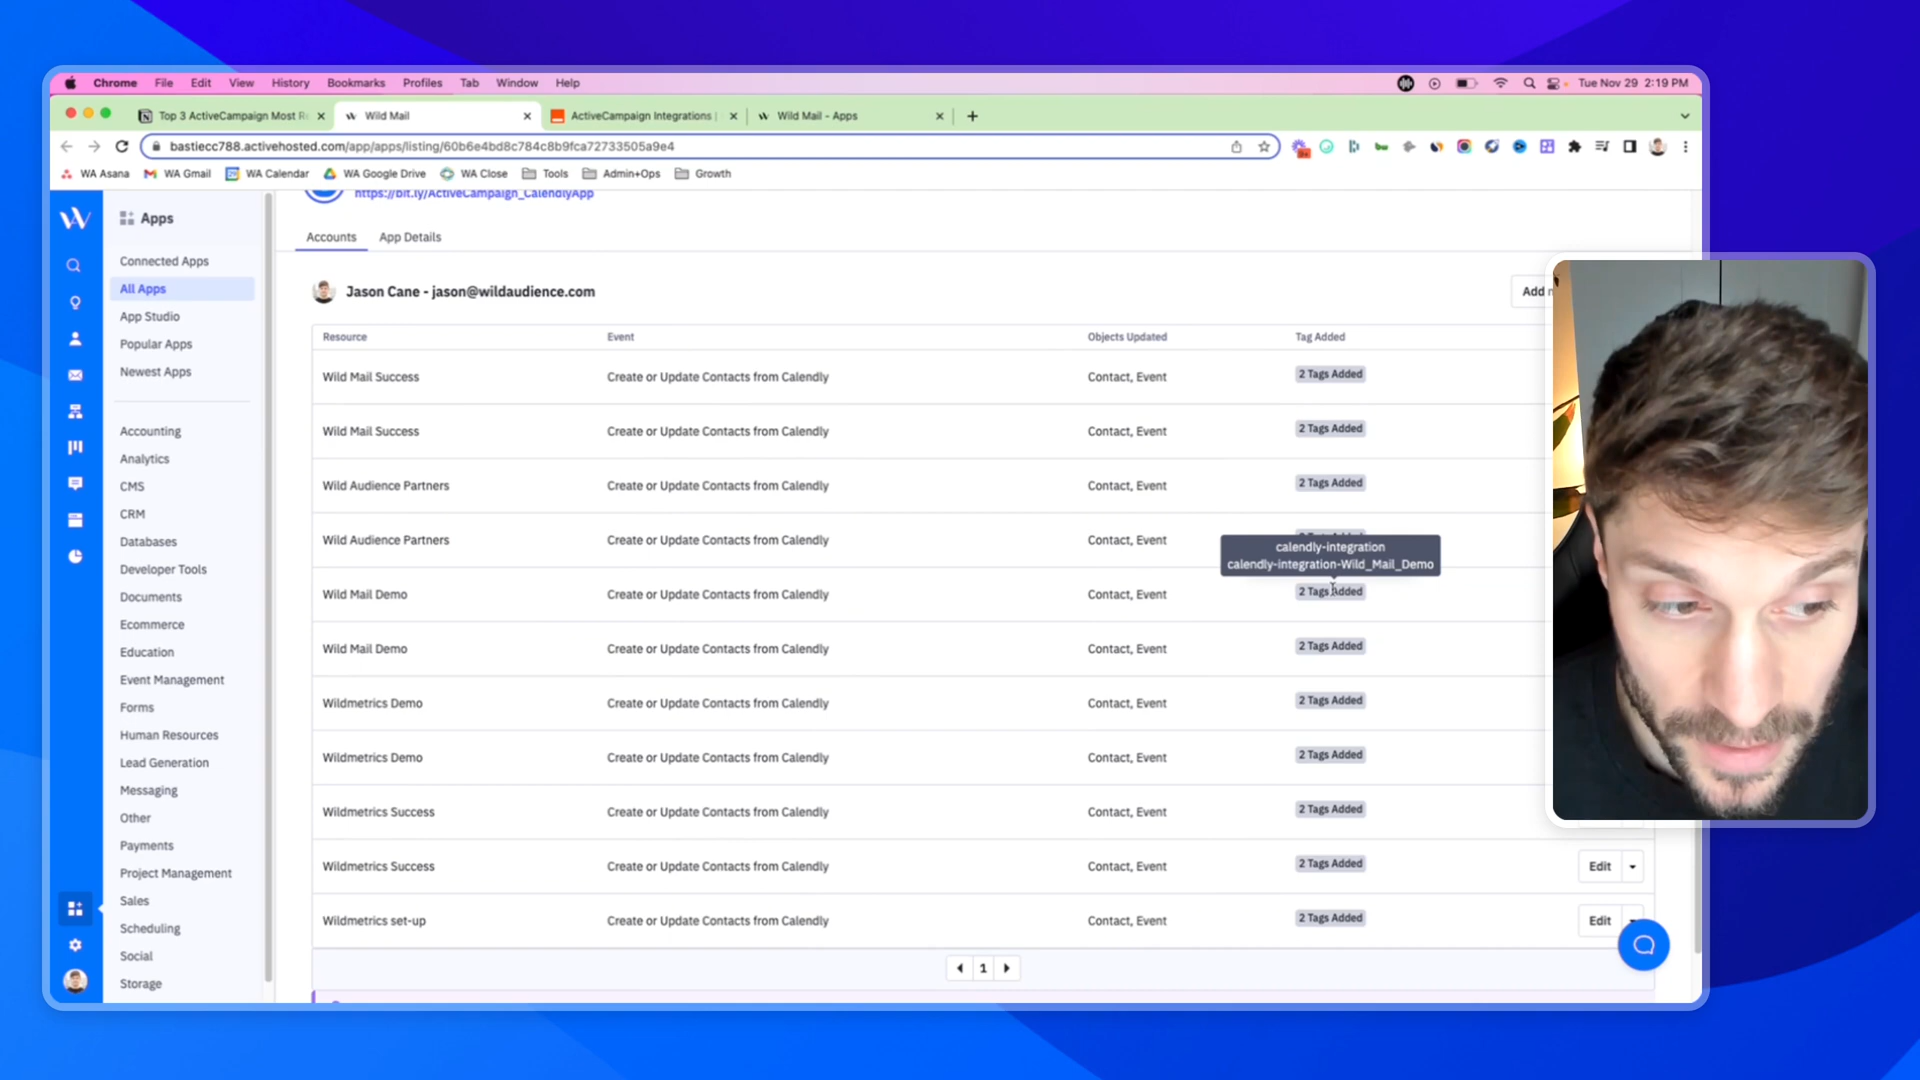 Chrome File Edit View History Bookmarks Profiles Tab Window Help Tue Nov 29 2:19 PM
Top 3 ActiveCampaign Most R Wild Mail ActiveCampaign Integrations | Wild Mail - Apps
bastiecc788.activehosted.com/app/apps/listing/60b6e4bd8c784c8b9fca72733505a9e4
WA Asana WA Gmail WA Calendar WA Google Drive WA Close Tools Admin+Ops Growth
https://bit.ly/ActiveCampaign_CalendlyApp
Apps
Connected Apps
All Apps
App Studio
Popular Apps
Newest Apps
Accounting
Analytics
CMS
CRM
Databases
Developer Tools
Documents
Ecommerce
Education
Event Management
Forms
Human Resources
Lead Generation
Messaging
Other
Payments
Project Management
Sales
Scheduling
Social
Storage
Accounts App Details
Jason Cane - jason@wildaudience.com
Add
Resource Event Objects Updated Tag Added
Wild Mail Success Create or Update Contacts from Calendly Contact, Event 2 Tags Added
Wild Mail Success Create or Update Contacts from Calendly Contact, Event 2 Tags Added
Wild Audience Partners Create or Update Contacts from Calendly Contact, Event 2 Tags Added
Wild Audience Partners Create or Update Contacts from Calendly Contact, Event
calendly-integration
calendly-integration-Wild_Mail_Demo
Wild Mail Demo Create or Update Contacts from Calendly Contact, Event 2 Tags Added
Wild Mail Demo Create or Update Contacts from Calendly Contact, Event 2 Tags Added
Wildmetrics Demo Create or Update Contacts from Calendly Contact, Event 2 Tags Added
Wildmetrics Demo Create or Update Contacts from Calendly Contact, Event 2 Tags Added
Wildmetrics Success Create or Update Contacts from Calendly Contact, Event 2 Tags Added
Wildmetrics Success Create or Update Contacts from Calendly Contact, Event 2 Tags Added Edit
Wildmetrics set-up Create or Update Contacts from Calendly Contact, Event 2 Tags Added Edit
1